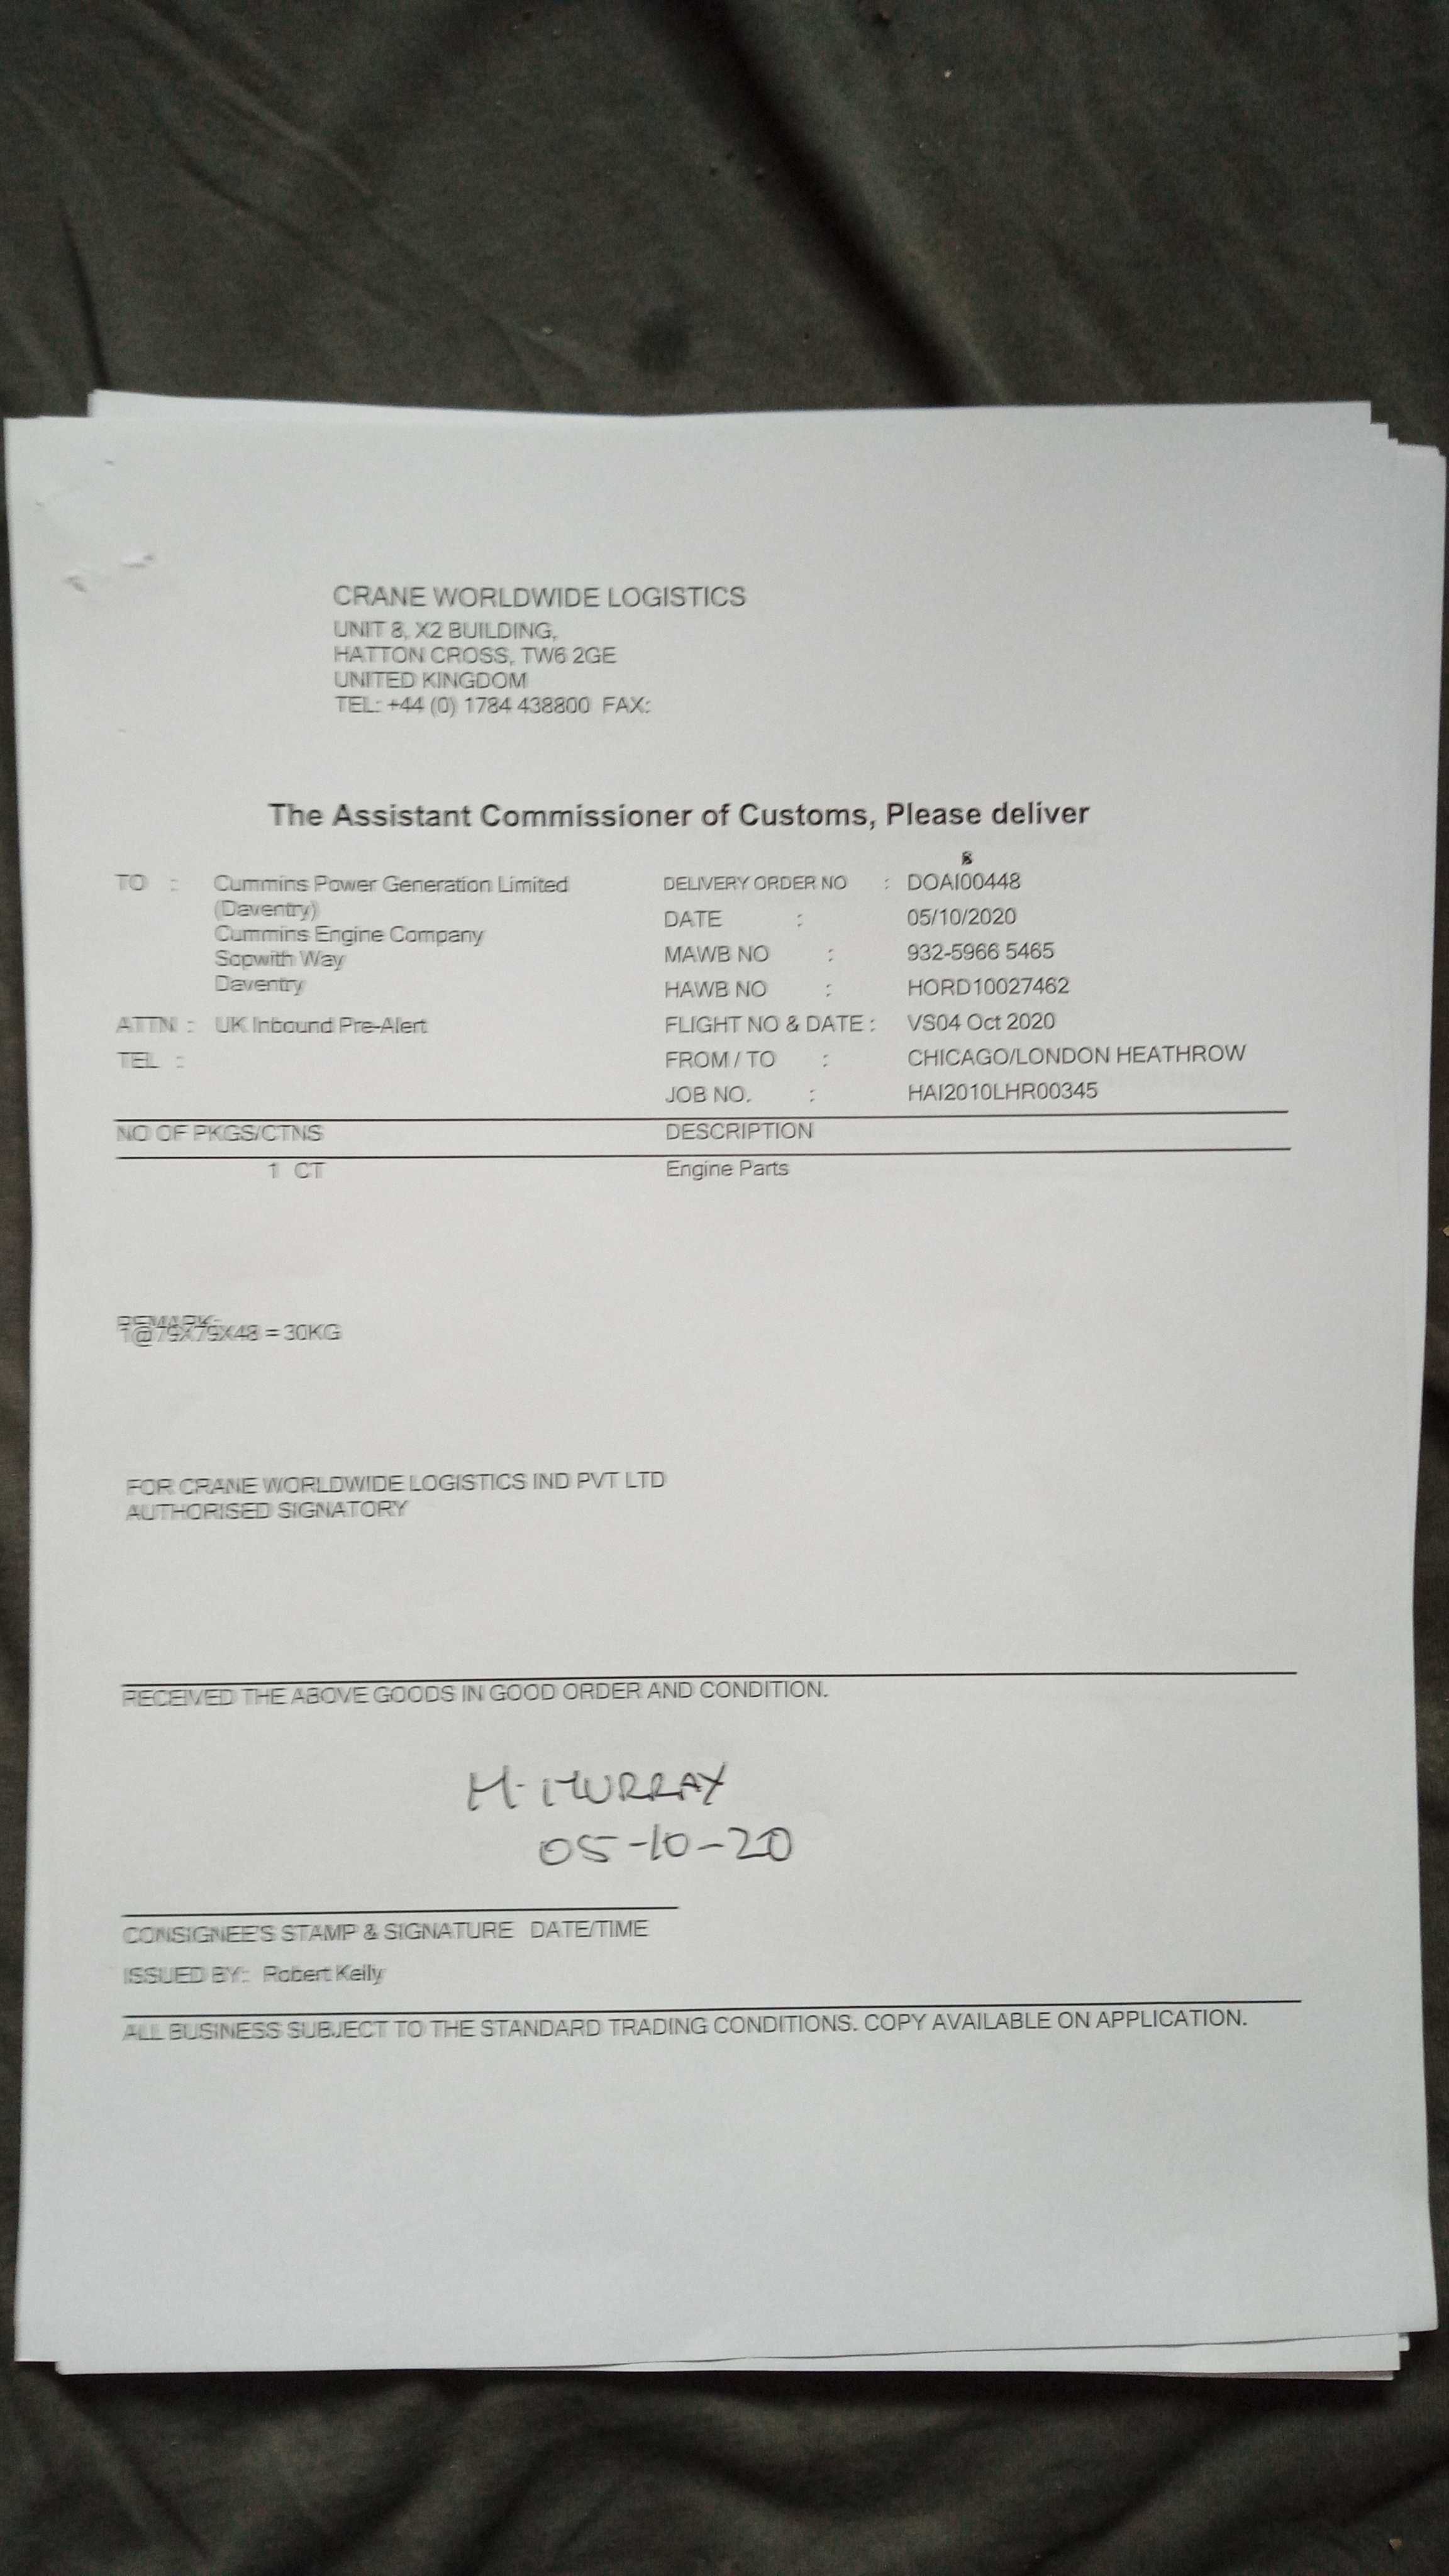 CRANE WORLDWIDE LOGISTICS
UNIT 8, X2 BUILDING,
HATTON CROSS, TW6 2GE
UNITED KINGDOM
TEL: +44 (0) 1784 438800 FAX:
The Assistant Commissioner of Customs, Please deliver
TO : Cummins Power Generation Limited
(Daventry)
Cummins Engine Company
Sopwith Way
Daventry
ATTN : UK Inbound Pre-Alert
TEL :
8
DELIVERY ORDER NO : DOAI00448
DATE : 05/10/2020
MAWB NO : 932-5966 5465
HAWB NO : HORD10027462
FLIGHT NO & DATE : VS04 Oct 2020
FROM / TO : CHICAGO/LONDON HEATHROW
JOB NO. : HAI2010LHR00345
NO OF PKGS/CTNS DESCRIPTION
1 CT Engine Parts
REMARK:
1@79X79X48 = 30KG
FOR CRANE WORLDWIDE LOGISTICS IND PVT LTD
AUTHORISED SIGNATORY
RECEIVED THE ABOVE GOODS IN GOOD ORDER AND CONDITION.
M. MURRAY
05-10-20
CONSIGNEE'S STAMP & SIGNATURE DATE/TIME
ISSUED BY: Robert Kelly
ALL BUSINESS SUBJECT TO THE STANDARD TRADING CONDITIONS. COPY AVAILABLE ON APPLICATION.